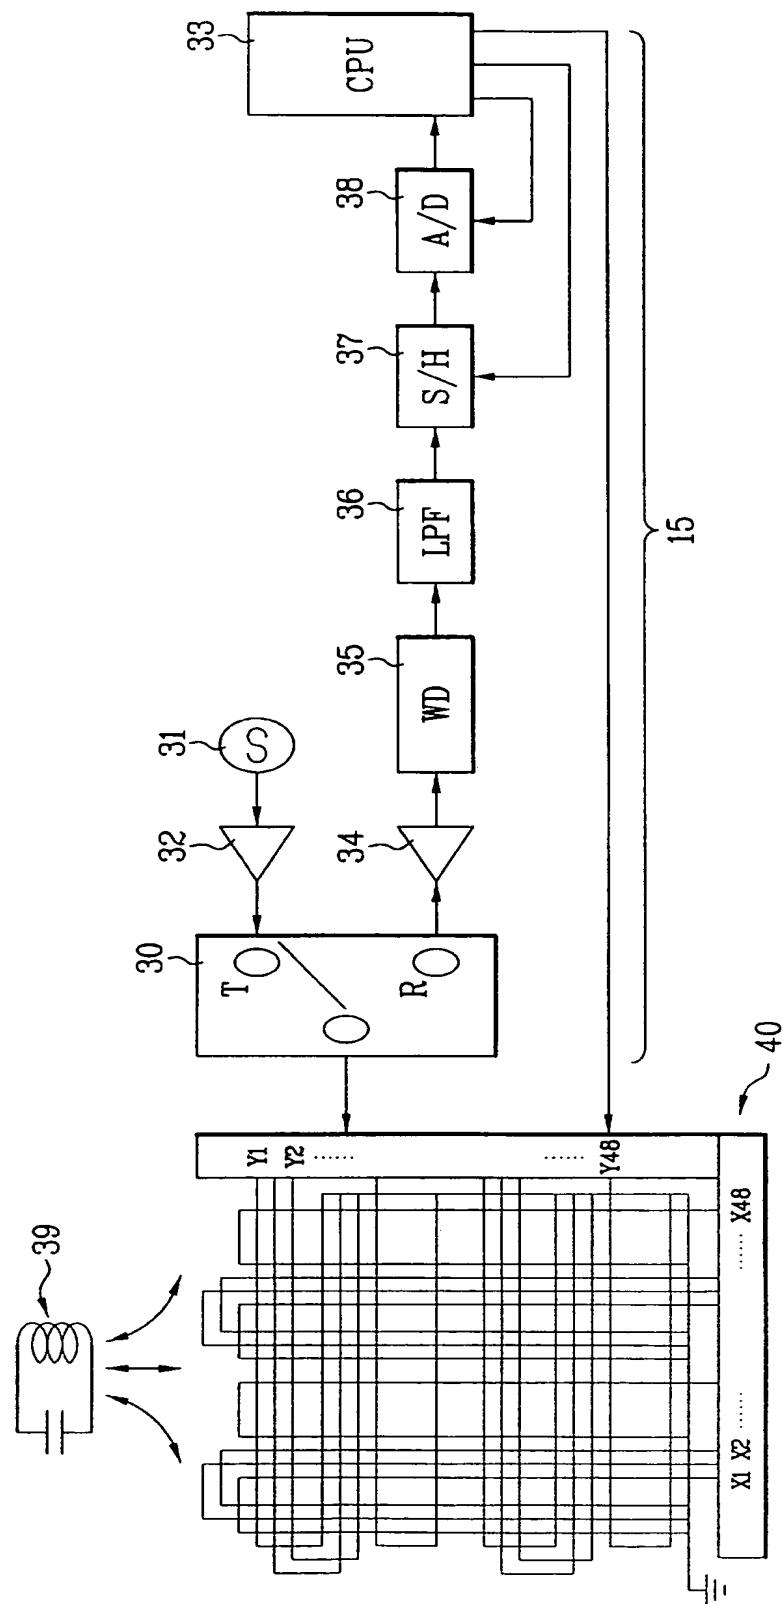 33
CPU
38
A/D
37
S/H
36
LPF
35
WD
31
S
32
34
30
T
R
15
40
39
Y1
Y2 ......
...... Y48
X1 X2 ......
...... X48